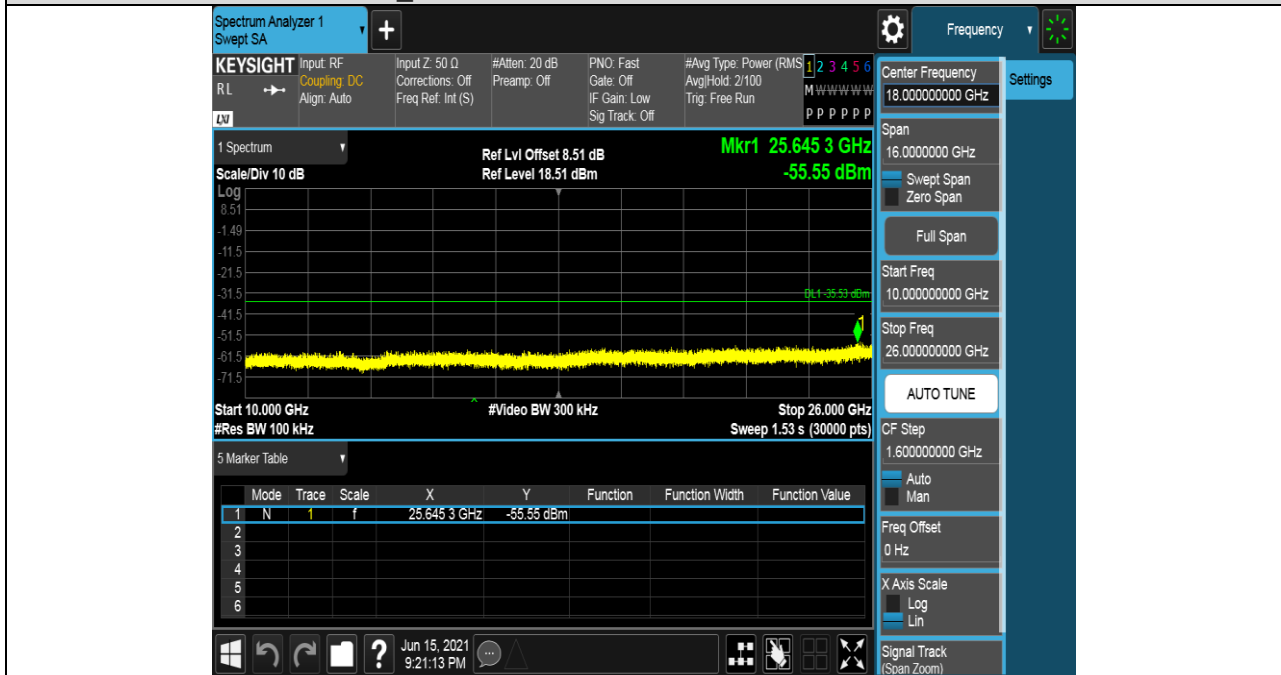 Spectrum Analyzer 1
Swept SA
+
Frequency
KEYSIGHT
RL
LXI
Input: RF
Coupling: DC
Align: Auto
Input Z: 50 Ω
Corrections: Off
Freq Ref: Int (S)
#Atten: 20 dB
Preamp: Off
PNO: Fast
Gate: Off
IF Gain: Low
Sig Track: Off
#Avg Type: Power (RMS
Avg|Hold: 2/100
Trig: Free Run
1 2 3 4 5 6
M W W W W W
P P P P P P
Center Frequency
18.000000000 GHz
Settings
Span
16.0000000 GHz
Swept Span
Zero Span
Full Span
Start Freq
10.000000000 GHz
Stop Freq
26.000000000 GHz
AUTO TUNE
CF Step
1.600000000 GHz
Auto
Man
Freq Offset
0 Hz
X Axis Scale
Log
Lin
Signal Track
(Span Zoom)
1 Spectrum
Scale/Div 10 dB
Ref Lvl Offset 8.51 dB
Ref Level 18.51 dBm
Mkr1 25.645 3 GHz
-55.55 dBm
Log
8.51
-1.49
-11.5
-21.5
-31.5
-41.5
-51.5
-61.5
-71.5
DL1 -35.53 dBm
1
Start 10.000 GHz
#Res BW 100 kHz
#Video BW 300 kHz
Stop 26.000 GHz
Sweep 1.53 s (30000 pts)
5 Marker Table
Mode Trace Scale X Y Function Function Width Function Value
1 N 1 f 25.645 3 GHz -55.55 dBm
2
3
4
5
6
?
Jun 15, 2021
9:21:13 PM